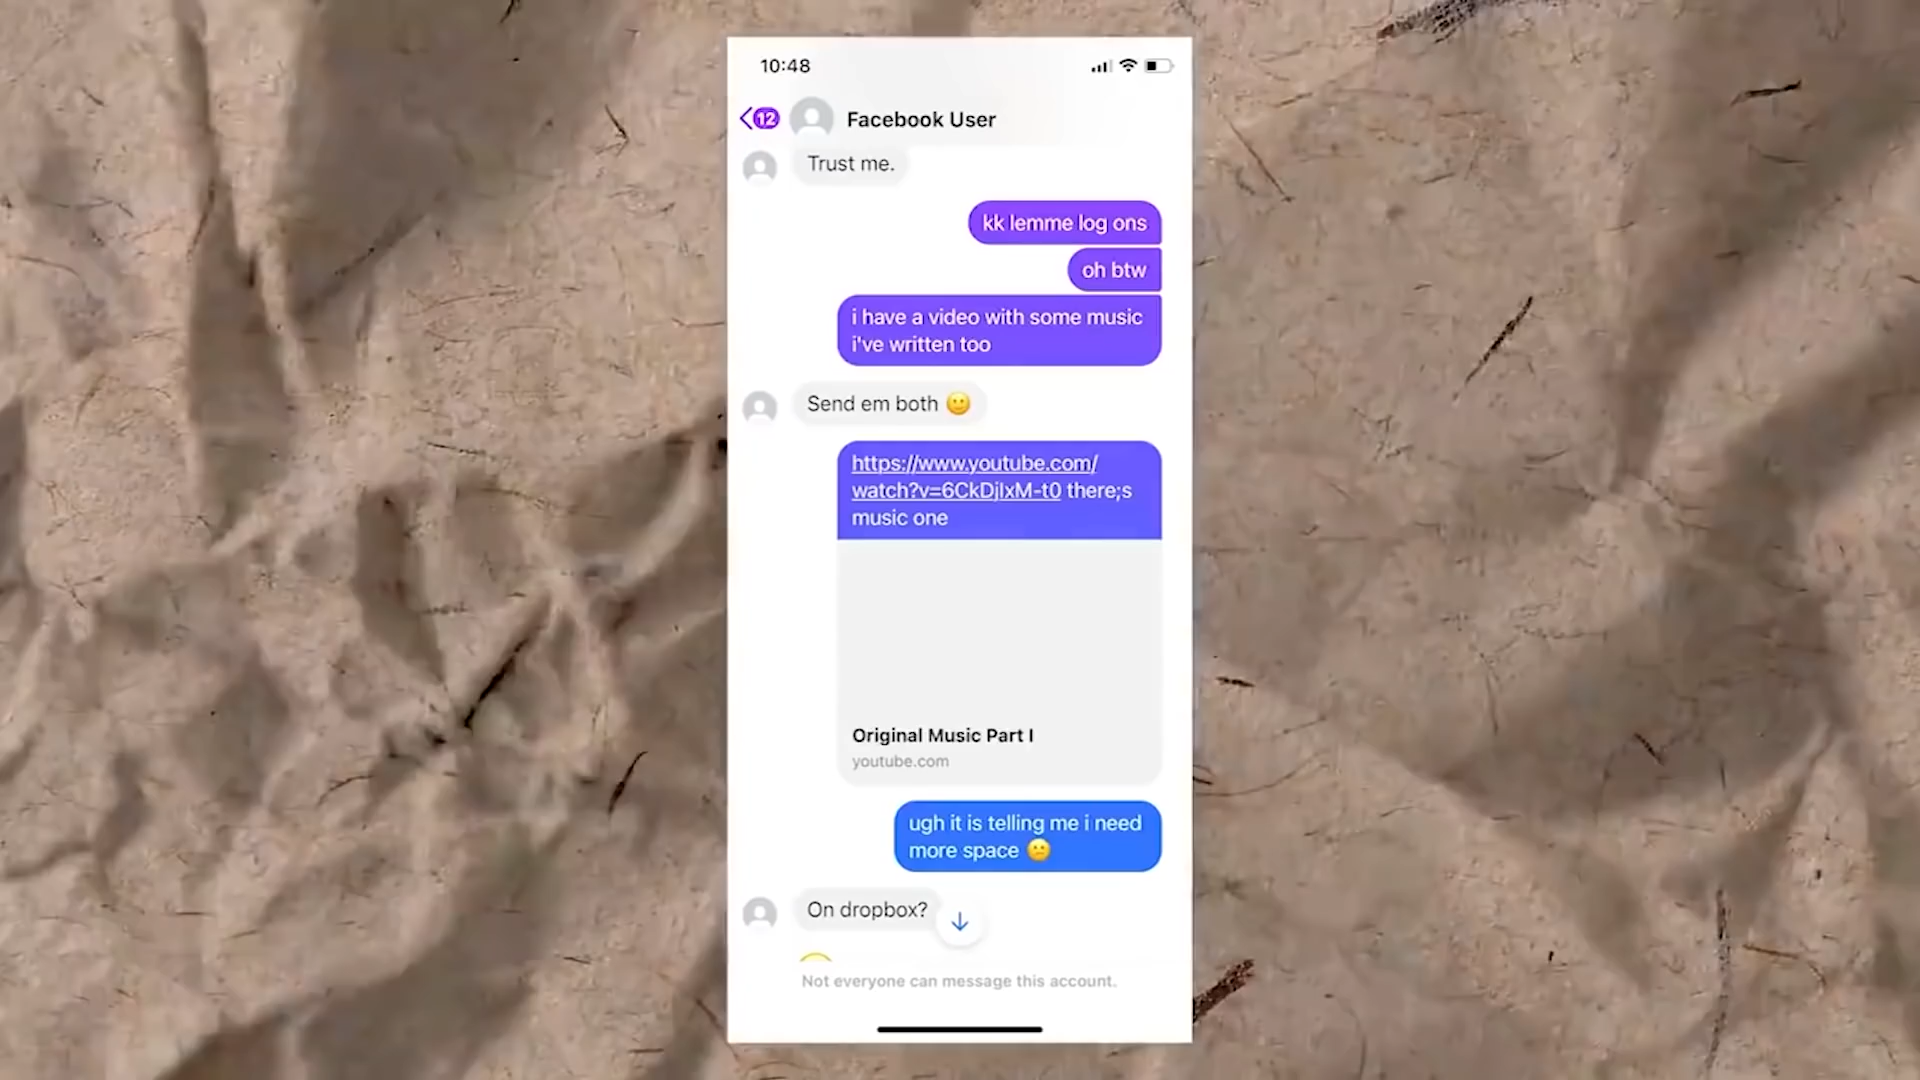 10:48
12
Facebook User
Trust me.
kk lemme log ons
oh btw
i have a video with some music
i've written too
Send em both 🙂
https://www.youtube.com/
watch?v=6CkDjIxM-t0 there;s
music one
Original Music Part I
youtube.com
ugh it is telling me i need
more space 😕
On dropbox?
Not everyone can message this account.